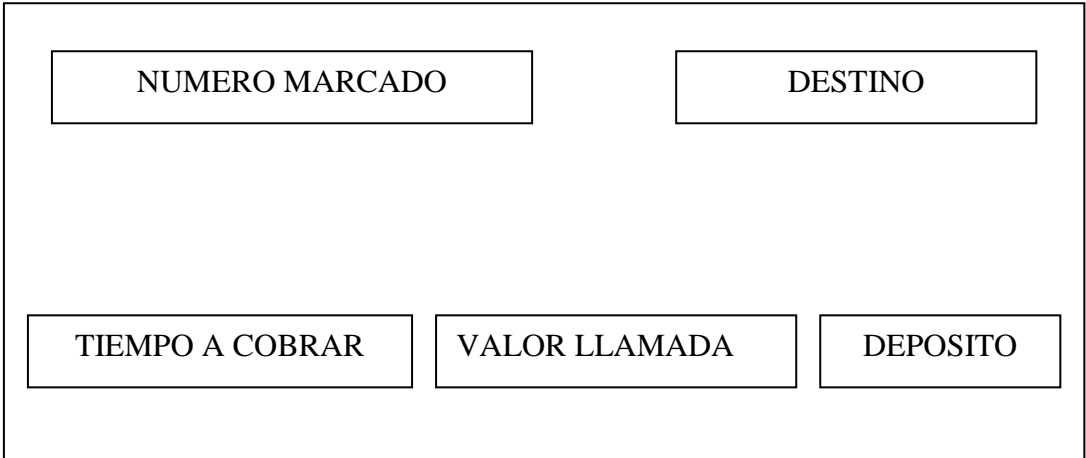 NUMERO MARCADO
DESTINO
TIEMPO A COBRAR
VALOR LLAMADA
DEPOSITO